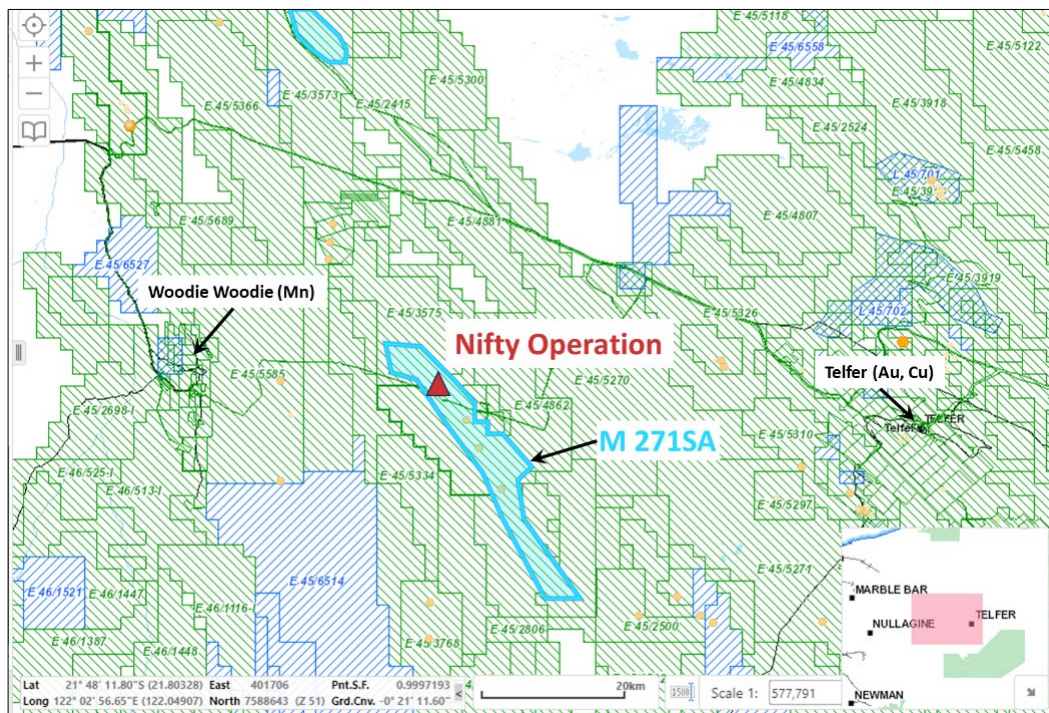 E 45/5118
E 45/6558
E 45/5122
E 45/4834
E 45/5300
E 45/3573
E 45/2415
E 45/5366
E 45/3918
E 45/2524
E 45/5458
L 45/701
E 45/39
E 45/5689
E 45/4881
E 45/4807
E 45/6527
E 45/3919
Woodie Woodie (Mn)
E 45/3575
E 45/5326
L 45/702
Nifty Operation
E 45/5585
E 45/5270
Telfer (Au, Cu)
E 45/2698-I
E 45/4862
TELFER
Telfer
M 271SA
E 45/5310
E 46/525-I
E 45/5334
E 46/513-I
E 45/5297
E 45/6514
E 45/5271
E 46/1521
E 46/1447
E 46/1116-I
MARBLE BAR
TELFER
NULLAGINE
E 46/1387
E 46/1448
E 45/3768
E 45/2806
E 45/2500
Lat 21° 48' 11.80"S (21.80328) East 401706 Pnt.S.F. 0.9997193
20km
1500
Scale 1: 577,791
Long 122° 02' 56.65"E (122.04907) North 7588643 (Z 51) Grd.Cnv. -0° 21' 11.60"
NEWMAN